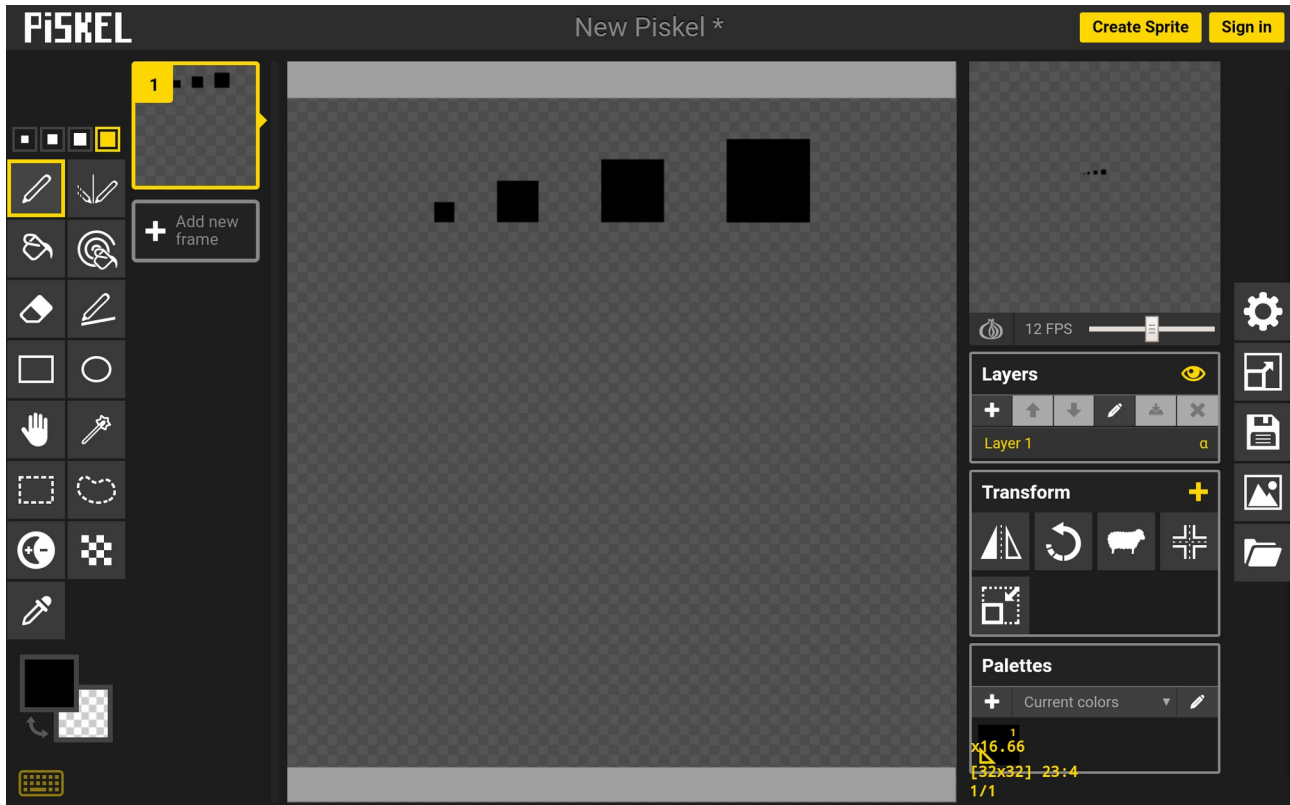 PiSKEL
New Piskel *
Create Sprite
Sign in
1
Add new
frame
12 FPS
Layers
Layer 1
α
Transform
Palettes
Current colors
1
x16.66
[32x32] 23:4
1/1